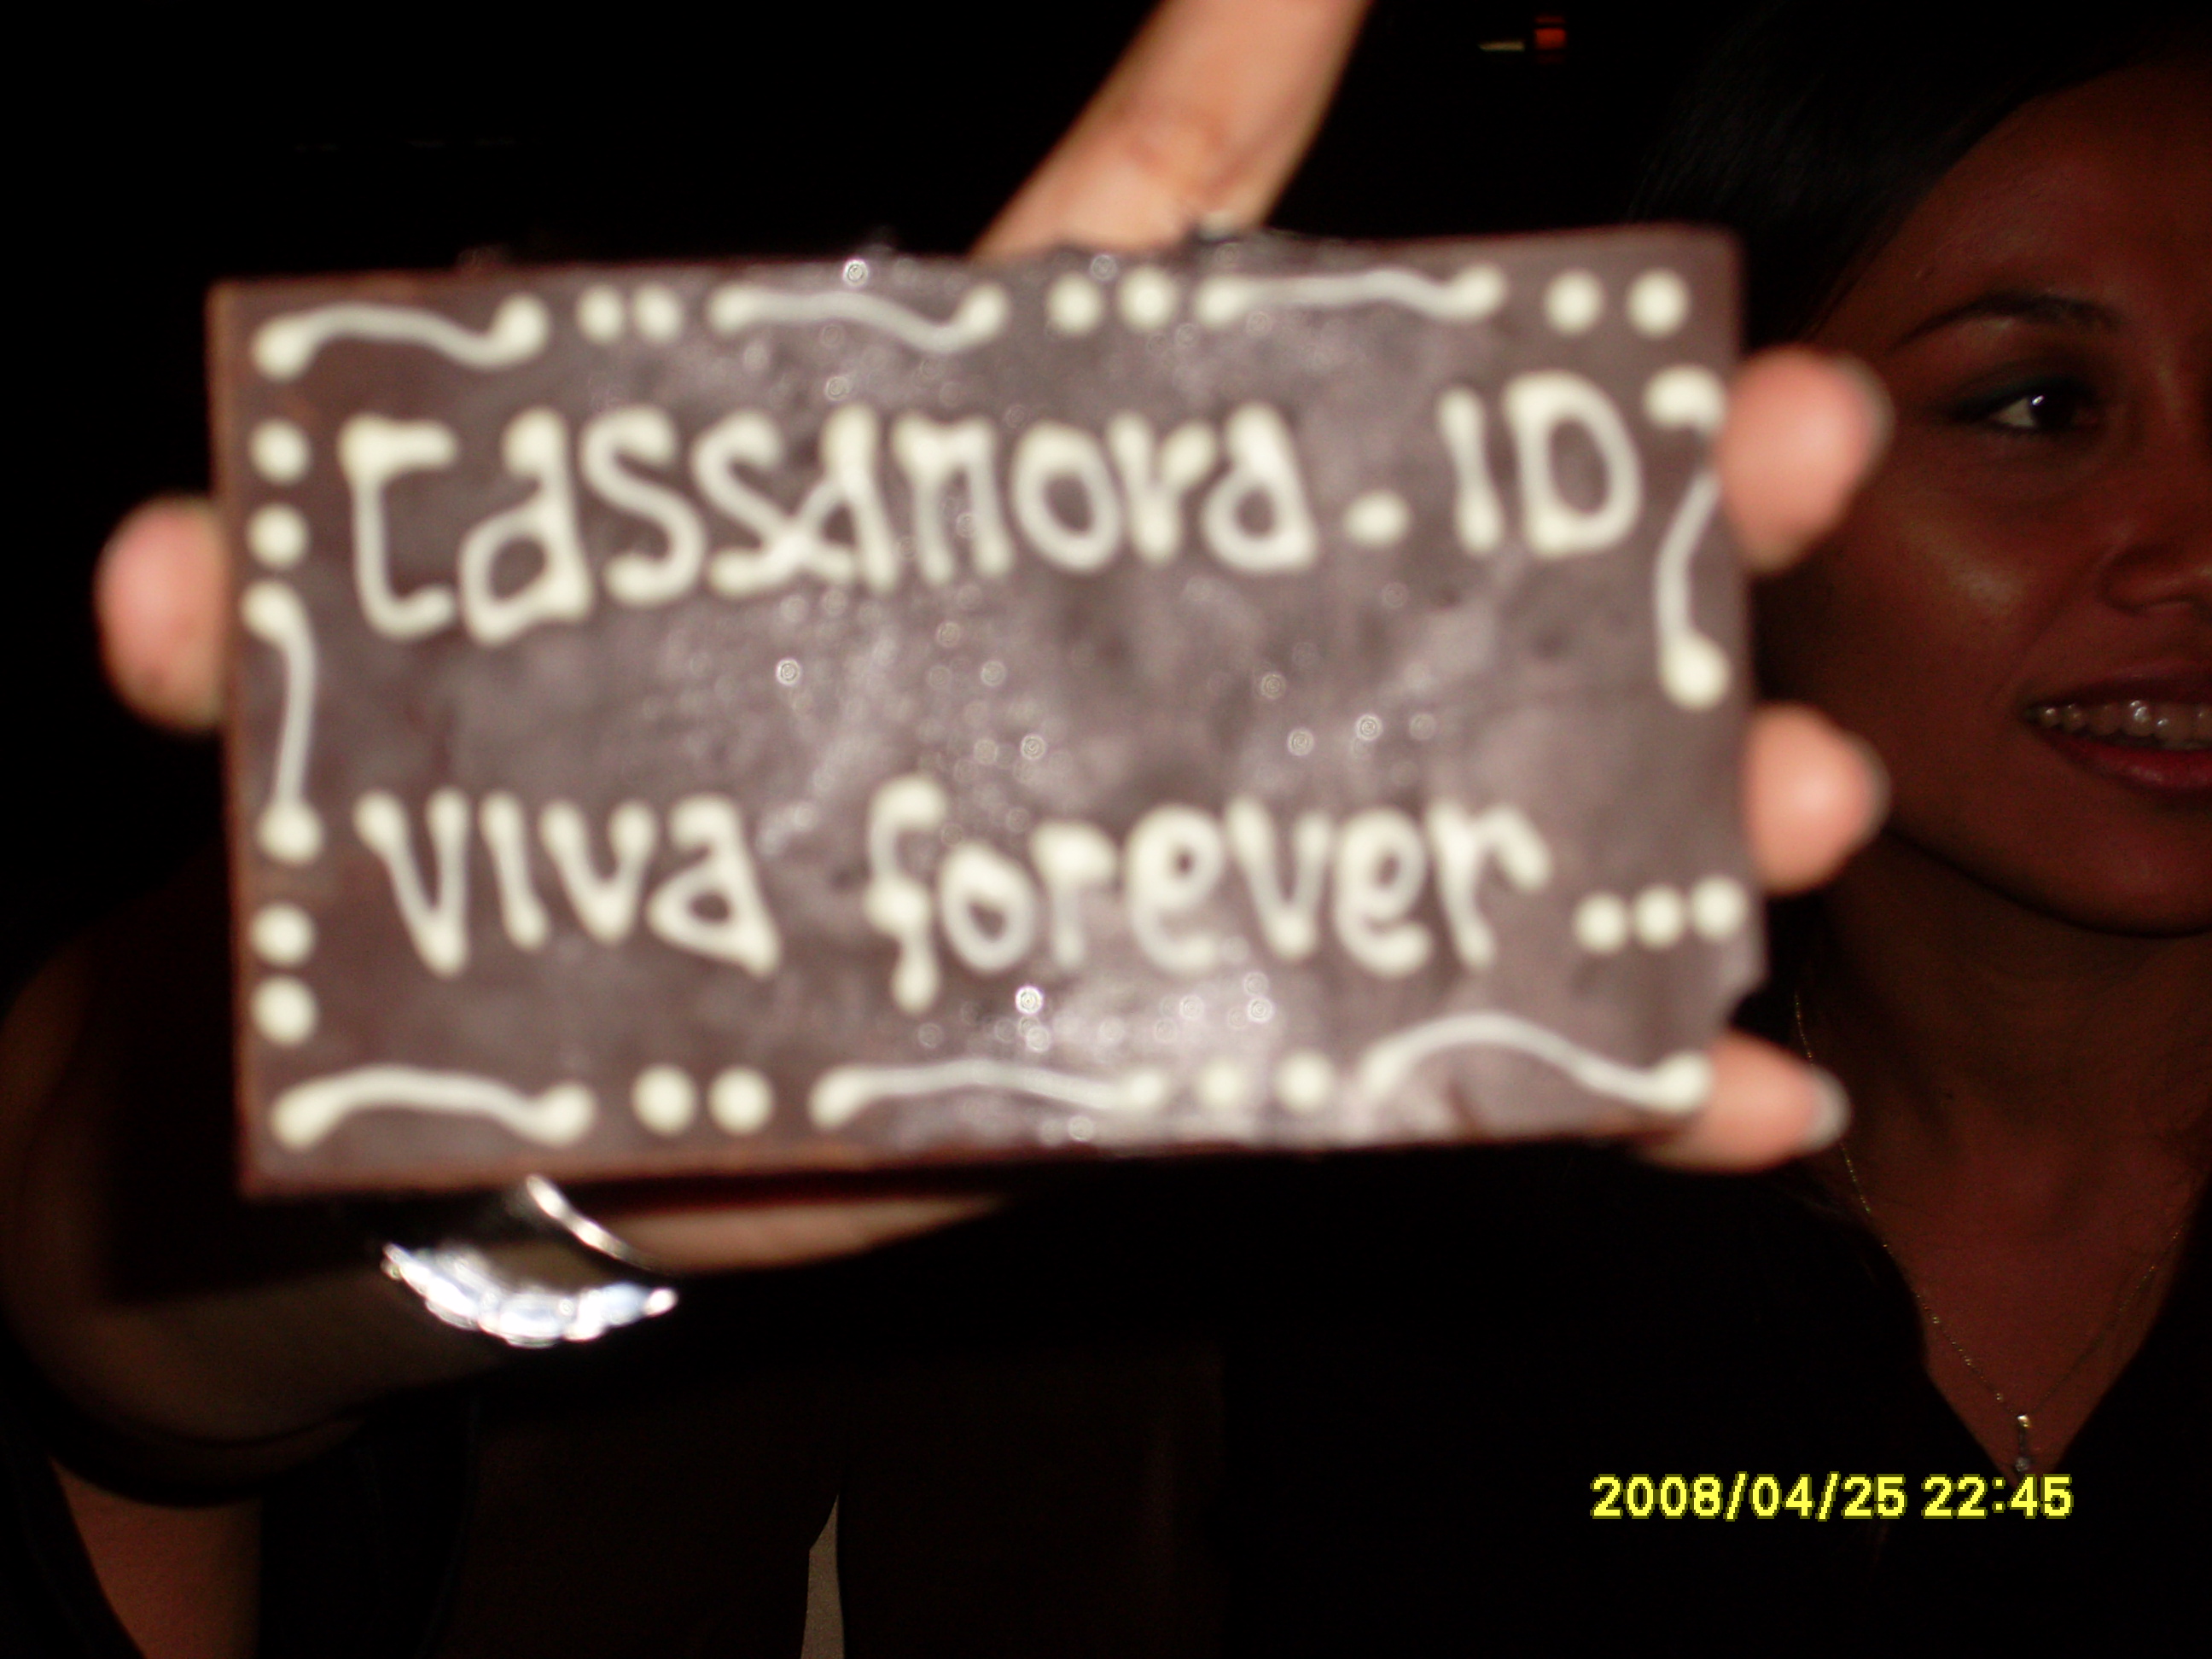 Cassanova. ID
viva forever...
2008/04/25 22:45